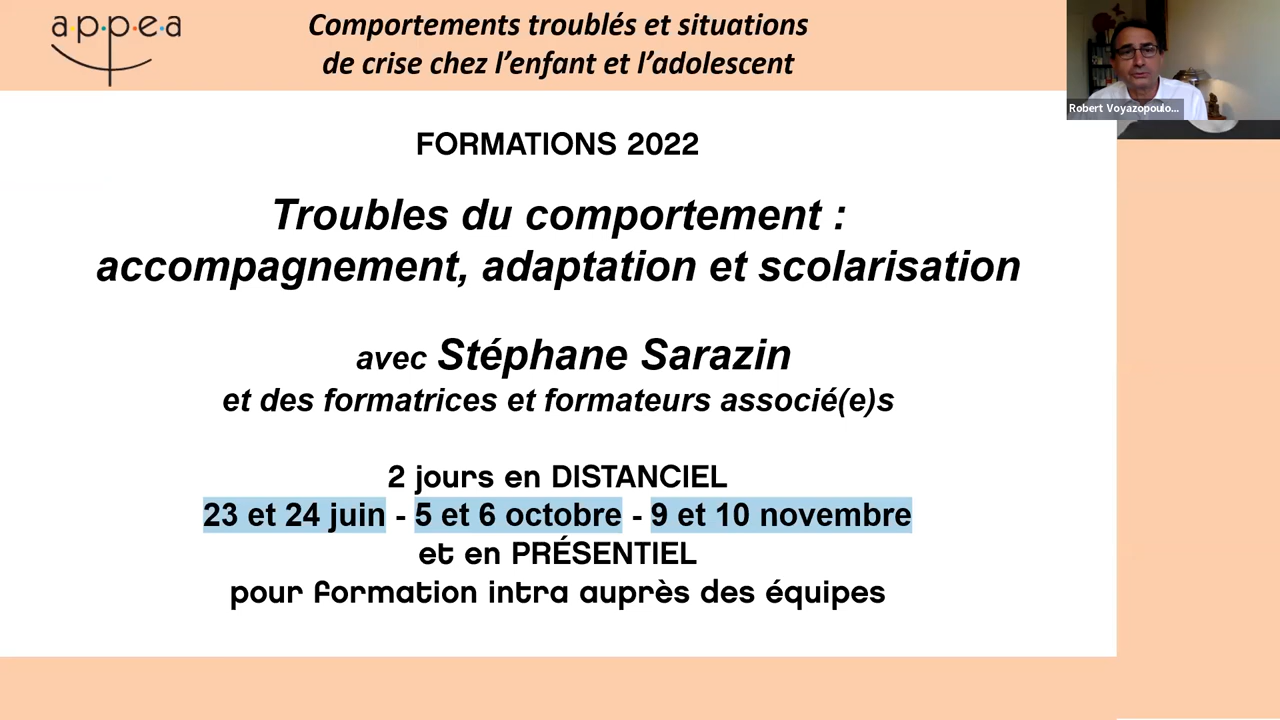 a·p·p·e·a
Comportements troublés et situations
de crise chez l'enfant et l'adolescent
Robert Voyazopoulo...
FORMATIONS 2022
Troubles du comportement :
accompagnement, adaptation et scolarisation
avec Stéphane Sarazin
et des formatrices et formateurs associé(e)s
2 jours en DISTANCIEL
23 et 24 juin - 5 et 6 octobre - 9 et 10 novembre
et en PRÉSENTIEL
pour formation intra auprès des équipes